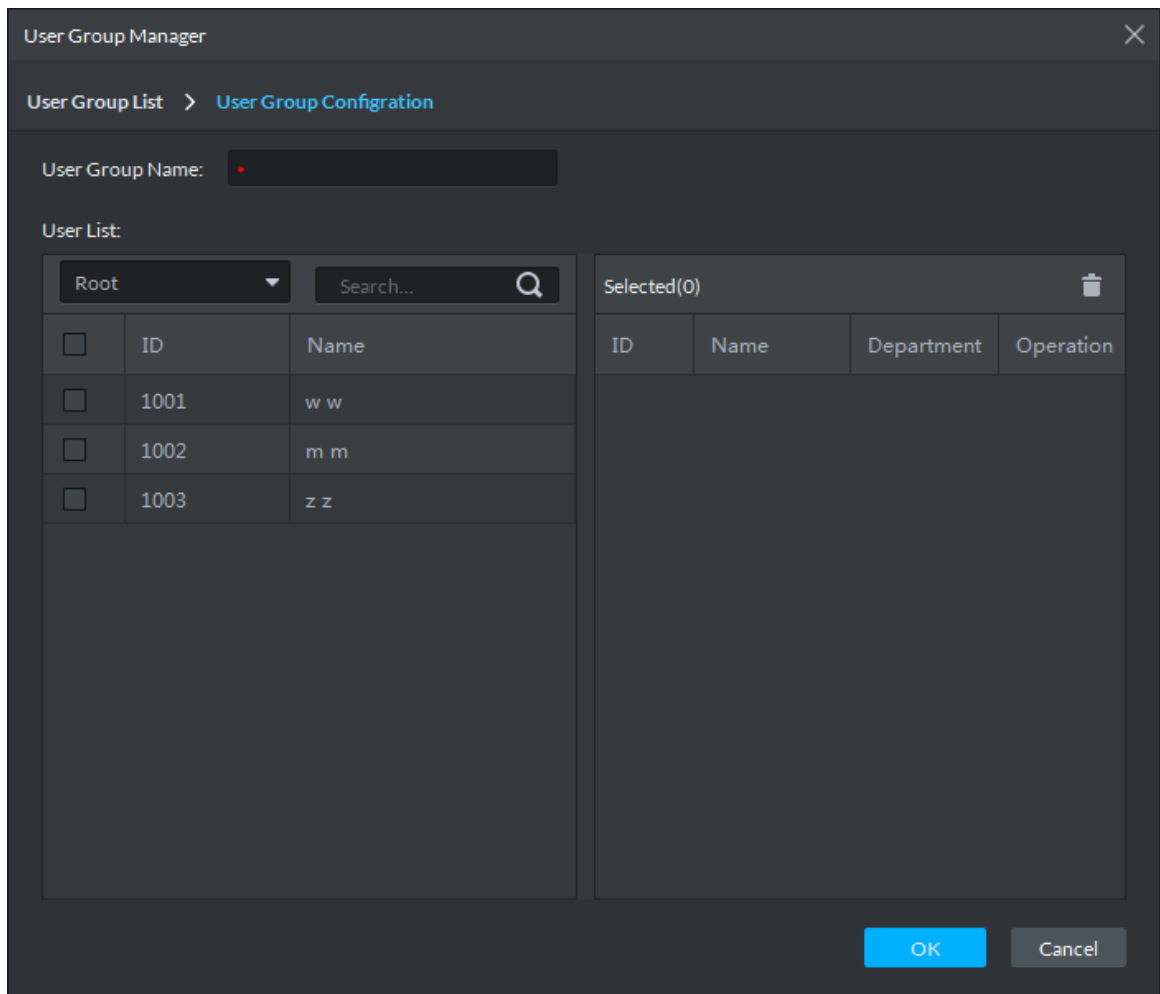 User Group Manager
User Group List > User Group Configration
User Group Name:
User List:
Root Search... Selected(0)
ID Name ID Name Department Operation
1001 w w
1002 m m
1003 z z
OK Cancel